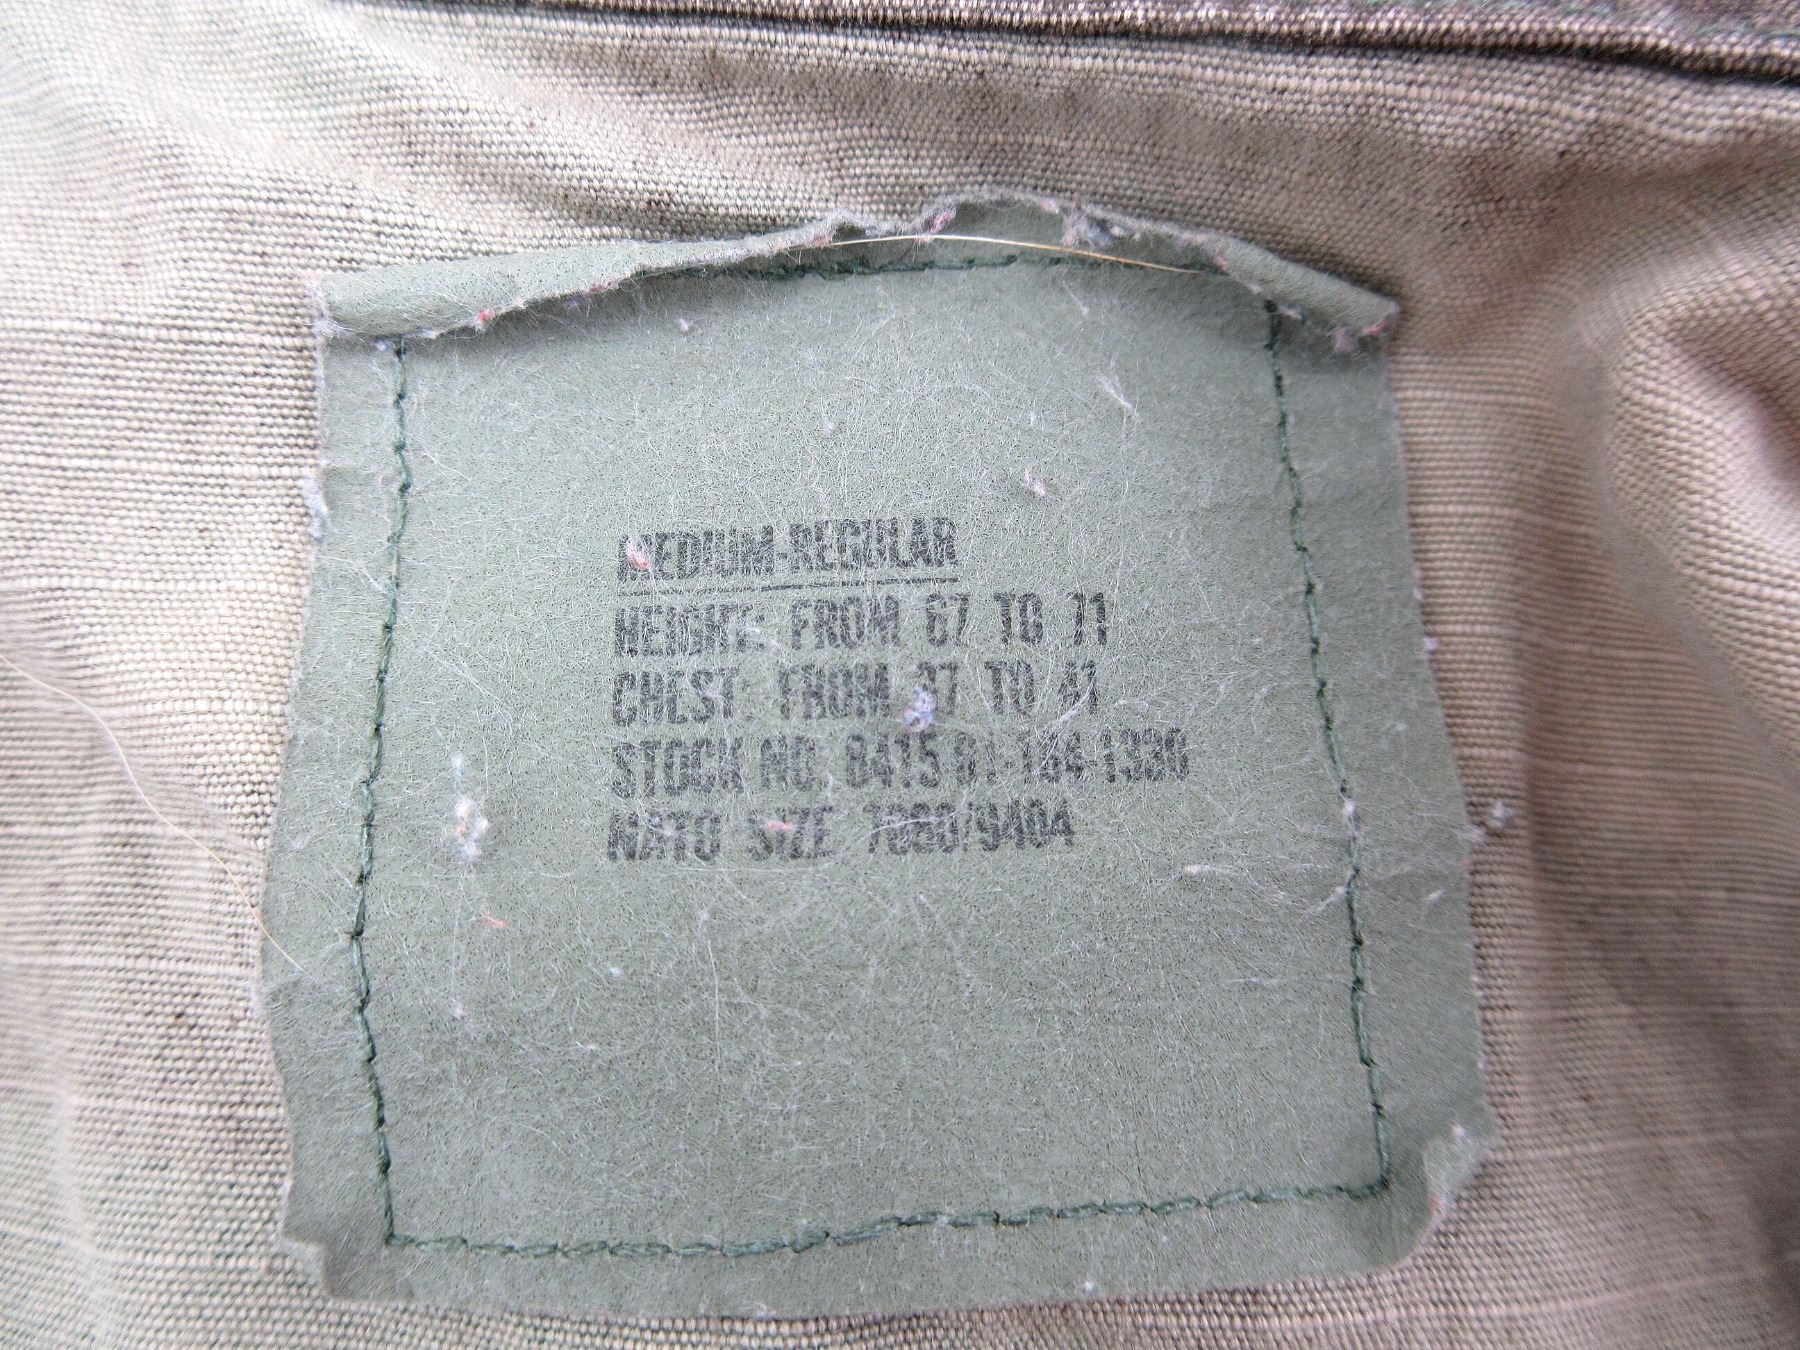 MEDIUM-REGULAR
HEIGHT: FROM 67 TO 71
CHEST: FROM 37 TO 41
STOCK NO. 8415-01-184-1330
NATO SIZE 7080/9404